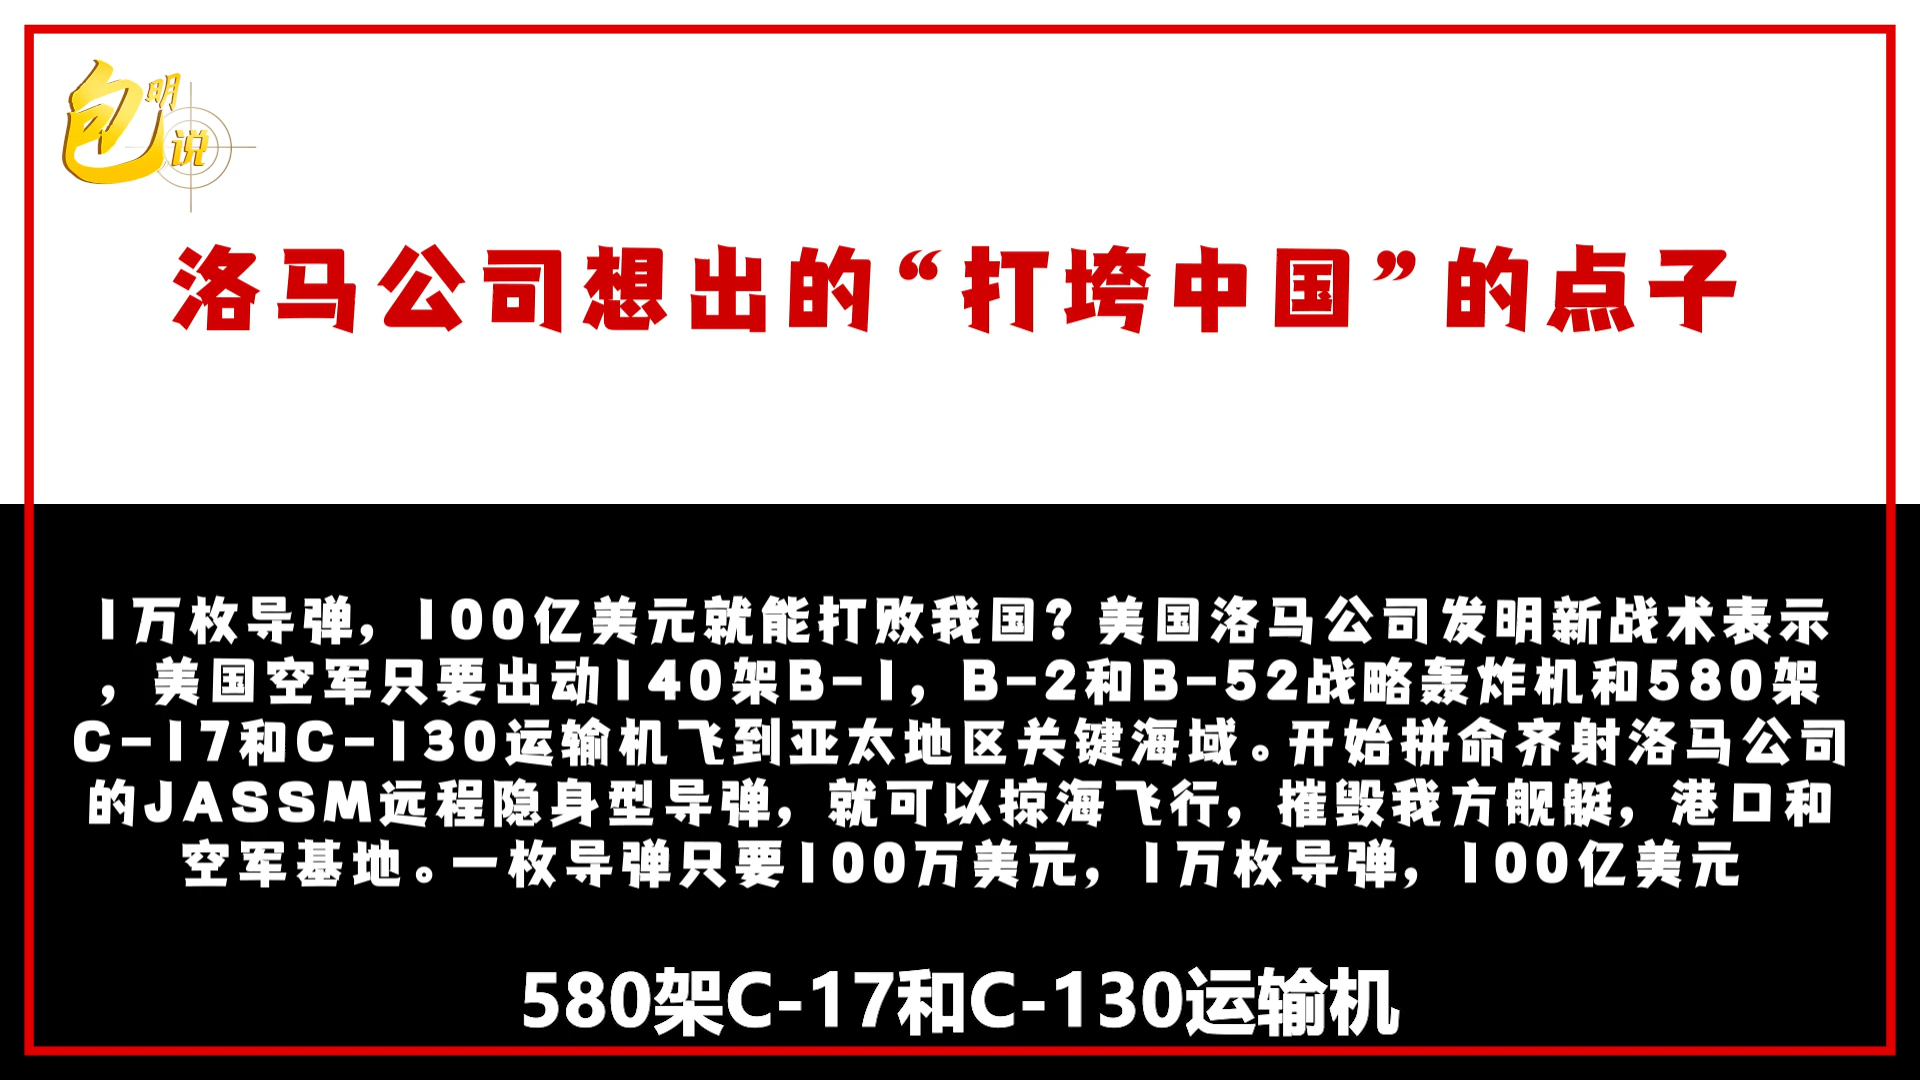 包明说
洛马公司想出的“打垮中国”的点子
1万枚导弹，100亿美元就能打败我国？美国洛马公司发明新战术表示
，美国空军只要出动140架B-1，B-2和B-52战略轰炸机和580架
C-17和C-130运输机飞到亚太地区关键海域。开始拼命齐射洛马公司
的JASSM远程隐身型导弹，就可以掠海飞行，摧毁我方舰艇，港口和
空军基地。一枚导弹只要100万美元，1万枚导弹，100亿美元
580架C-17和C-130运输机